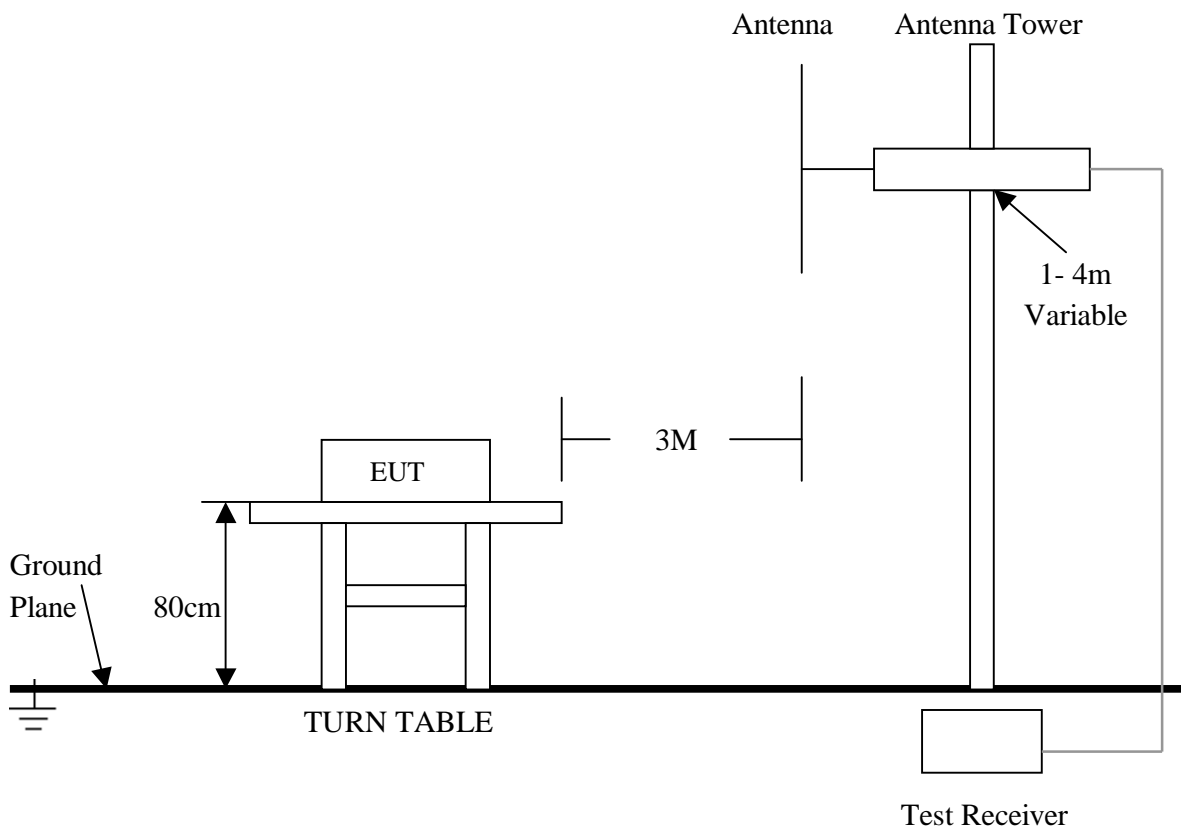 Antenna
Antenna Tower
1- 4m
Variable
3M
EUT
Ground
Plane
80cm
TURN TABLE
Test Receiver